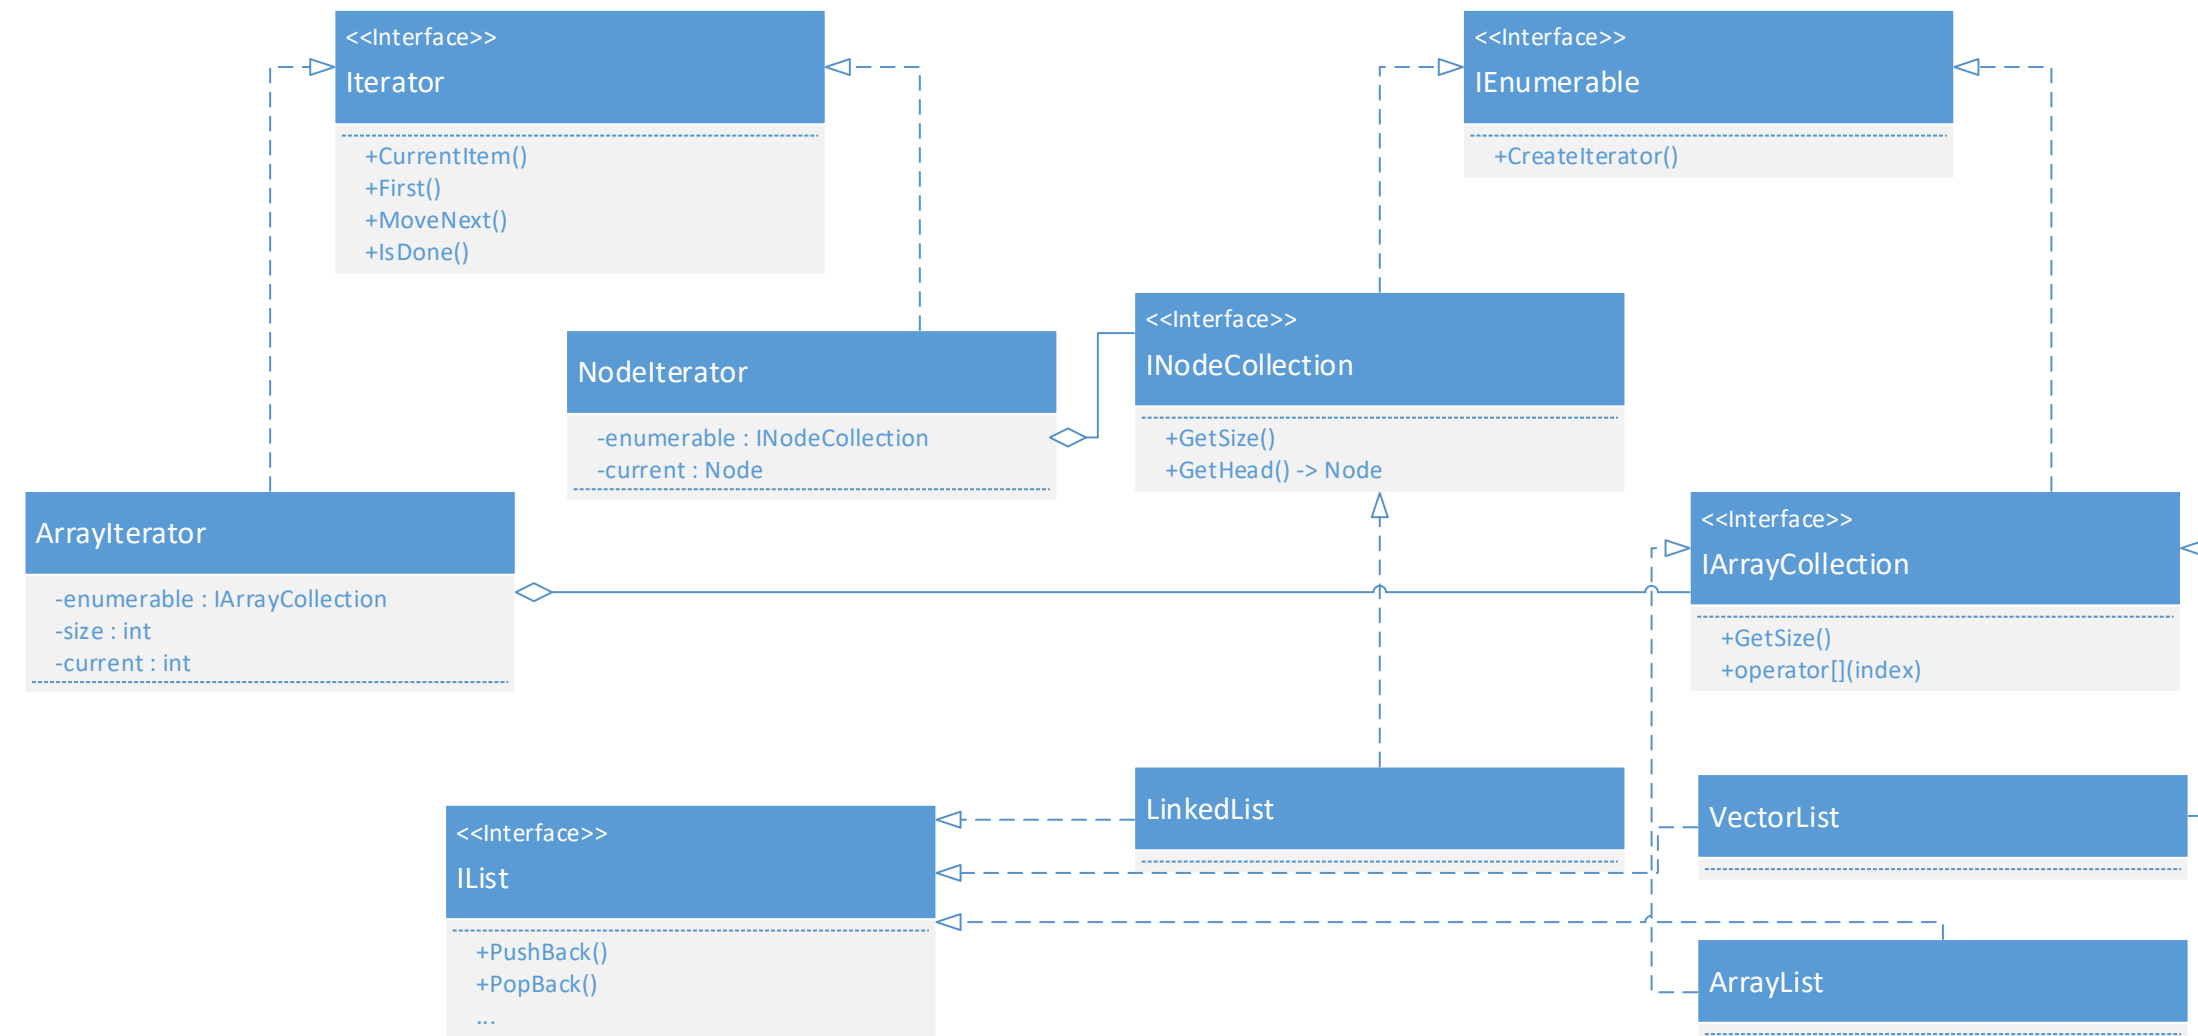 <<Interface>>
Iterator
+CurrentItem()
+First()
+MoveNext()
+IsDone()
<<Interface>>
IEnumerable
+CreateIterator()
NodeIterator
-enumerable : INodeCollection
-current : Node
<<Interface>>
INodeCollection
+GetSize()
+GetHead() -> Node
ArrayIterator
-enumerable : IArrayCollection
-size : int
-current : int
<<Interface>>
IArrayCollection
+GetSize()
+operator[](index)
<<Interface>>
IList
+PushBack()
+PopBack()
...
LinkedList
VectorList
ArrayList